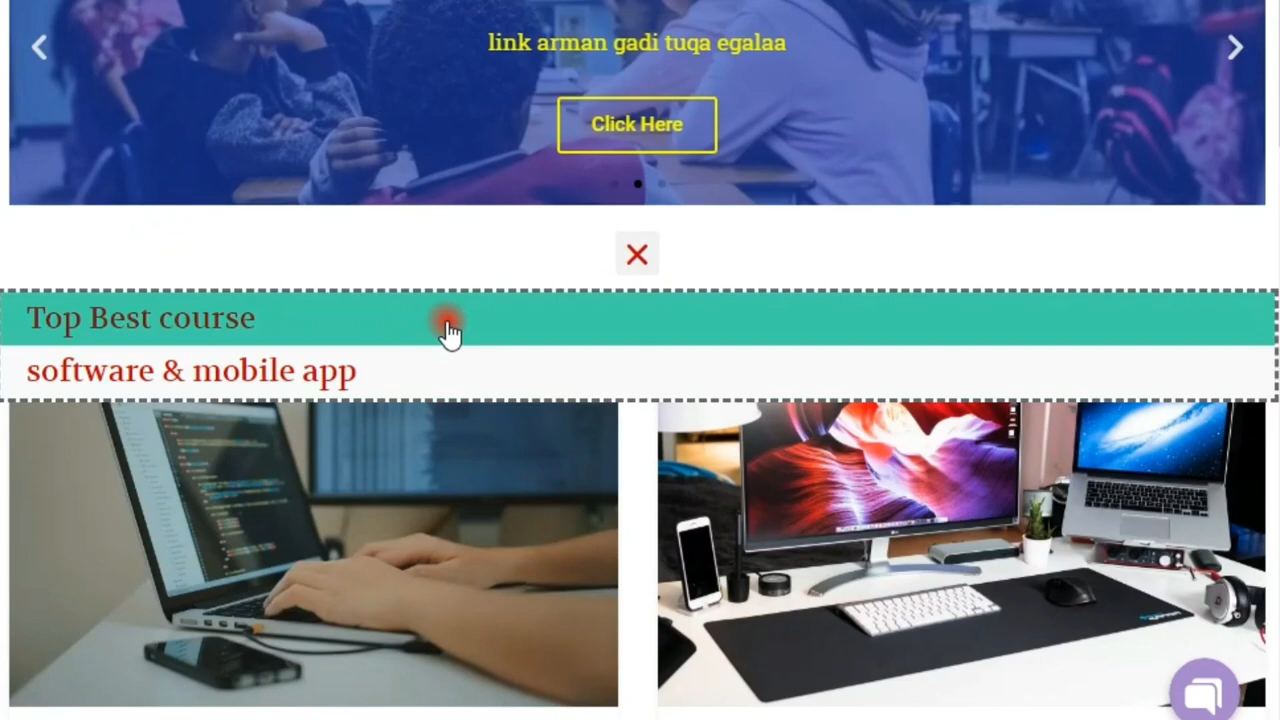 link arman gadi tuqa egalaa
Click Here
Top Best course
software & mobile app